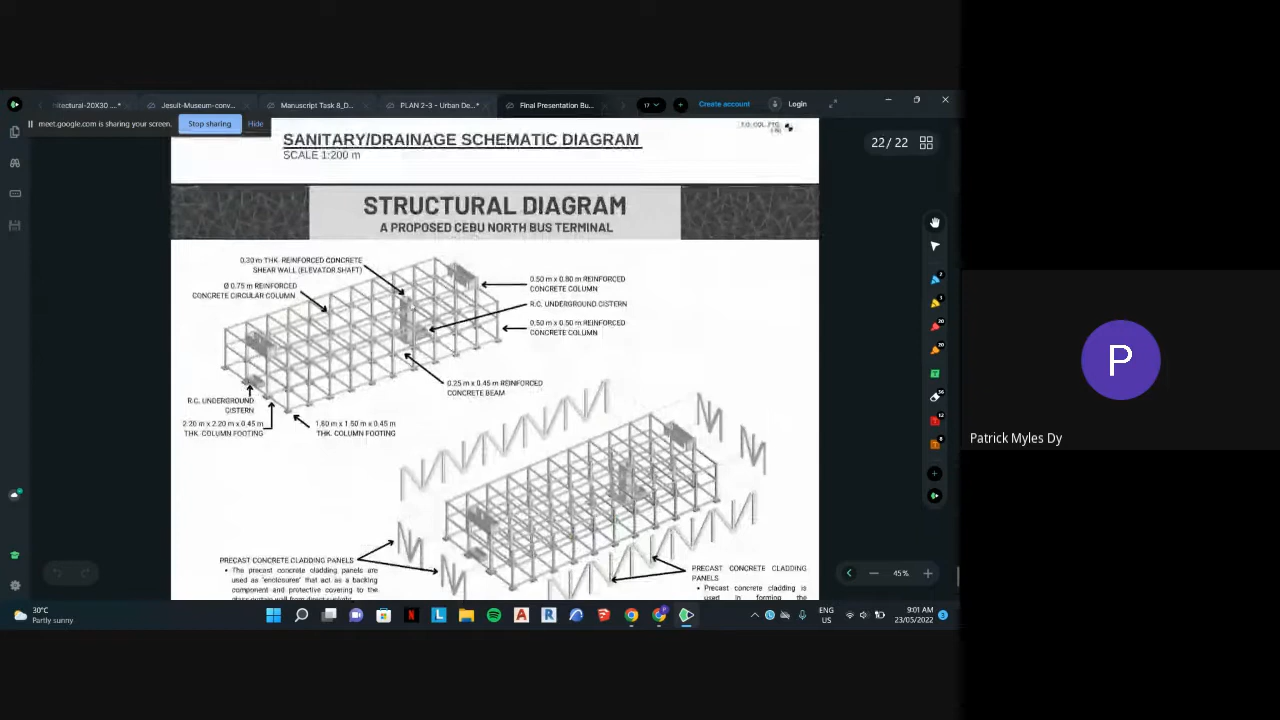 itectural-20X30 ....*
Jesuit-Museum-conv...
Manuscript Task 8_D...
PLAN 2-3 - Urban De...*
Final Presentation Bu...
17
Create account
Login
meet.google.com is sharing your screen.
Stop sharing
Hide
SANITARY/DRAINAGE SCHEMATIC DIAGRAM
SCALE 1:200 m
22 / 22
STRUCTURAL DIAGRAM
A PROPOSED CEBU NORTH BUS TERMINAL
0.30 m THK. REINFORCED CONCRETE
SHEAR WALL (ELEVATOR SHAFT)
Ø 0.75 m REINFORCED
CONCRETE CIRCULAR COLUMN
0.50 m x 0.80 m REINFORCED
CONCRETE COLUMN
R.C. UNDERGROUND CISTERN
0.50 m x 0.50 m REINFORCED
CONCRETE COLUMN
0.25 m x 0.45 m REINFORCED
CONCRETE BEAM
R.C. UNDERGROUND
CISTERN
2.20 m x 2.20 m x 0.45 m
THK. COLUMN FOOTING
1.80 m x 1.50 m x 0.45 m
THK. COLUMN FOOTING
PRECAST CONCRETE CLADDING PANELS
• The precast concrete cladding panels are
used as 'enclosures' that act as a backing
component and protective covering to the
PRECAST CONCRETE CLADDING
PANELS
• Precast concrete cladding is
used in forming the
P
Patrick Myles Dy
45%
30°C
Partly sunny
ENG
US
9:01 AM
23/05/2022